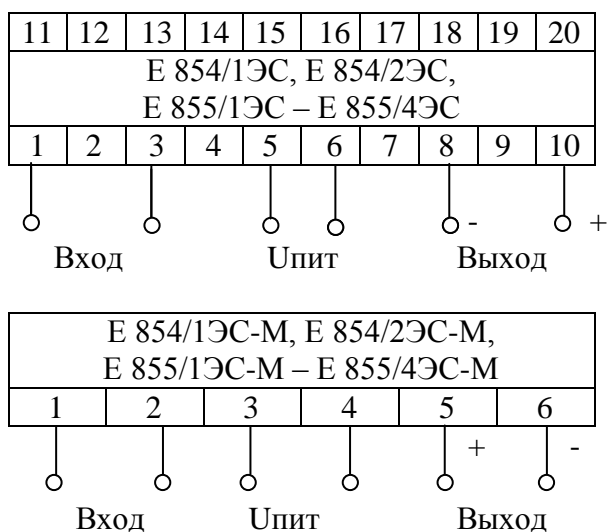 11 12 13 14 15 16 17 18 19 20
Е 854/1ЭС, Е 854/2ЭС,
Е 855/1ЭС – Е 855/4ЭС
1 2 3 4 5 6 7 8 9 10
- +
Вход Uпит Выход
Е 854/1ЭС-М, Е 854/2ЭС-М,
Е 855/1ЭС-М – Е 855/4ЭС-М
1 2 3 4 5 6
+ -
Вход Uпит Выход